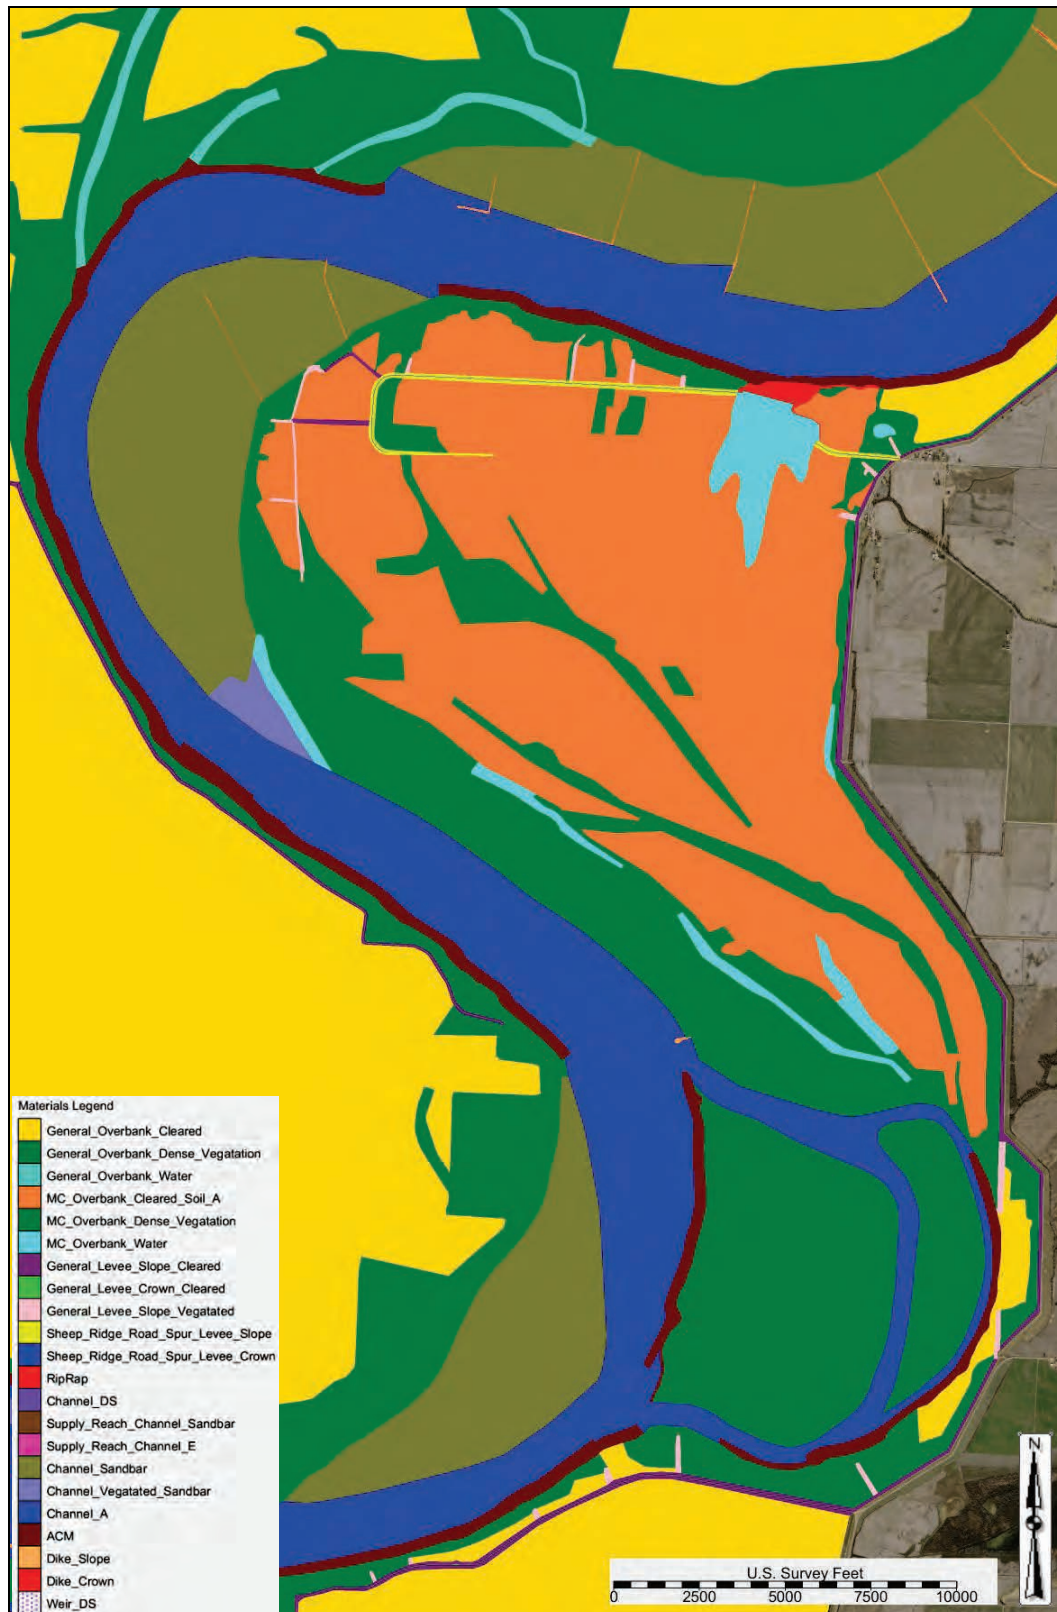 Materials Legend
General_Overbank_Cleared
General_Overbank_Dense_Vegatation
General_Overbank_Water
MC_Overbank_Cleared_Soil_A
MC_Overbank_Dense_Vegatation
MC_Overbank_Water
General_Levee_Slope_Cleared
General_Levee_Crown_Cleared
General_Levee_Slope_Vegatated
Sheep_Ridge_Road_Spur_Levee_Slope
Sheep_Ridge_Road_Spur_Levee_Crown
RipRap
Channel_DS
Supply_Reach_Channel_Sandbar
Supply_Reach_Channel_E
Channel_Sandbar
Channel_Vegatated_Sandbar
Channel_A
ACM
Dike_Slope
Dike_Crown
Weir_DS
N
U.S. Survey Feet
0 2500 5000 7500 10000